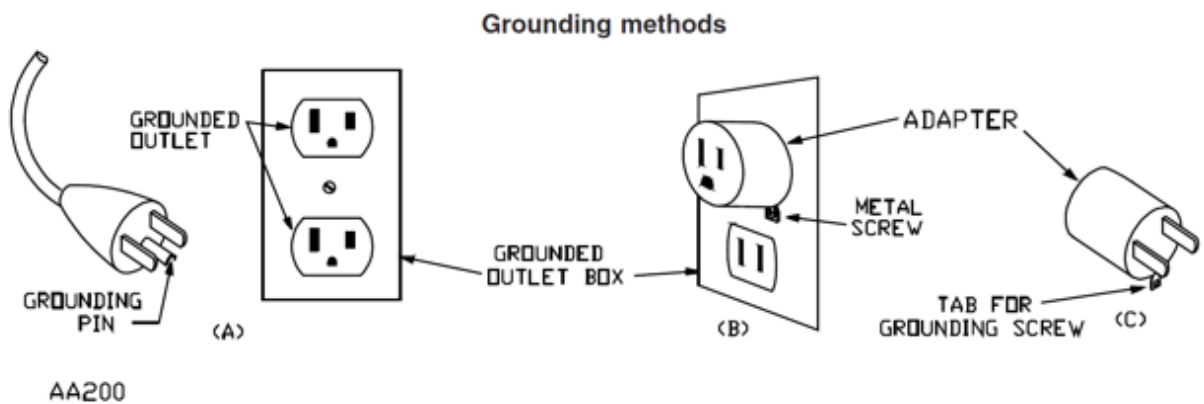 Grounding methods
GROUNDED
OUTLET
GROUNDING
PIN
(A)
GROUNDED
OUTLET BOX
ADAPTER
METAL
SCREW
(B)
TAB FOR
GROUNDING SCREW
(C)
AA200